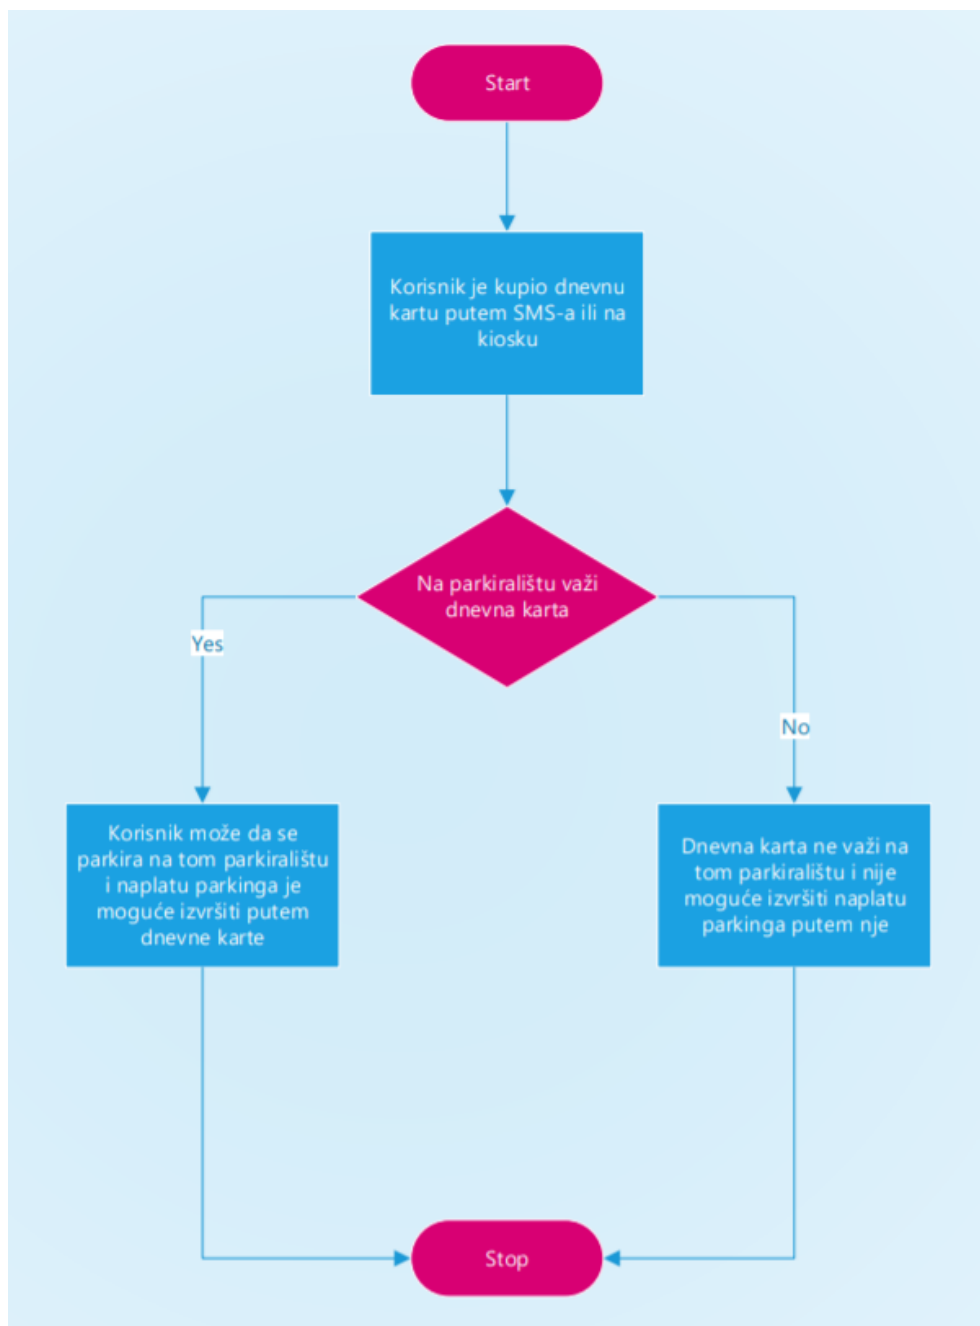 Start
Korisnik je kupio dnevnu
kartu putem SMS-a ili na
kiosku
Na parkiralištu važi
dnevna karta
Yes
No
Korisnik može da se
parkira na tom parkiralištu
i naplatu parkinga je
moguće izvršiti putem
dnevne karte
Dnevna karta ne važi na
tom parkiralištu i nije
moguće izvršiti naplatu
parkinga putem nje
Stop